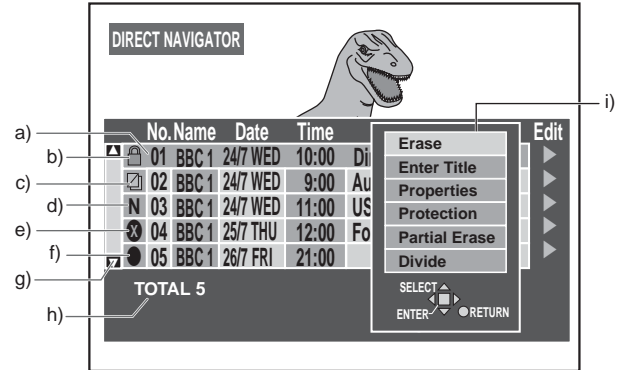 DIRECT NAVIGATOR
i)
No. Name Date Time Edit
a)
b) 01 BBC 1 24/7 WED 10:00 Di
c) 02 BBC 1 24/7 WED 9:00 Au
d) N 03 BBC 1 24/7 WED 11:00 US
e) X 04 BBC 1 25/7 THU 12:00 Fo
f) 05 BBC 1 26/7 FRI 21:00
g)
h) TOTAL 5
Erase
Enter Title
Properties
Protection
Partial Erase
Divide
SELECT
ENTER RETURN